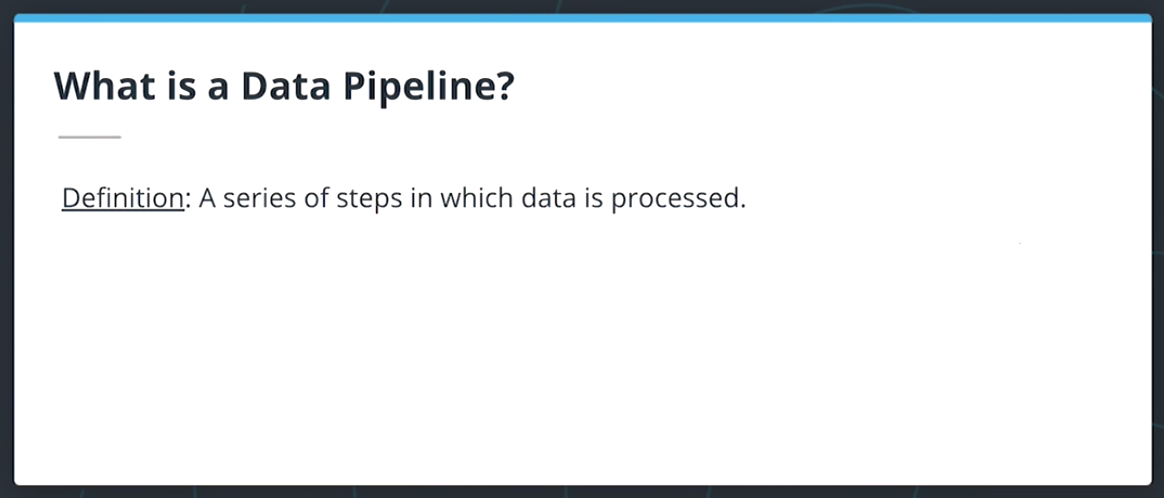 What is a Data Pipeline?
Definition: A series of steps in which data is processed.